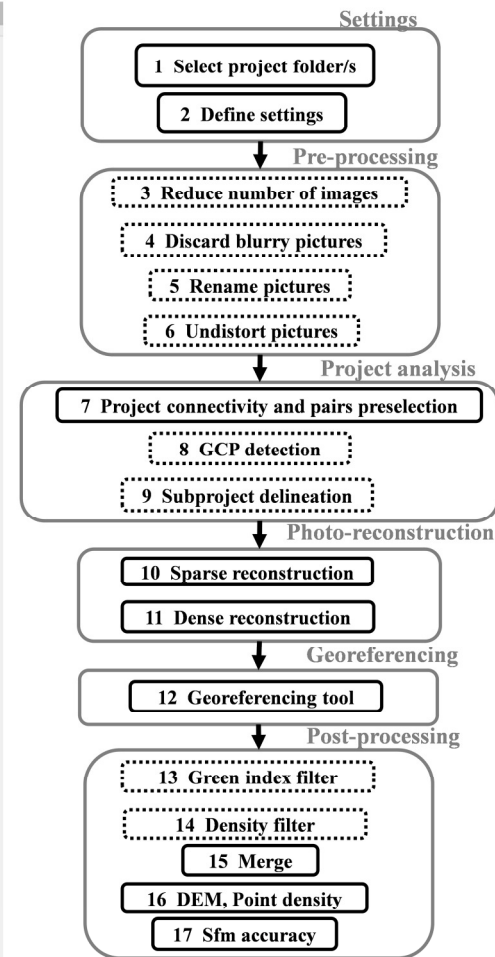 Settings
1 Select project folder/s
2 Define settings
Pre-processing
3 Reduce number of images
4 Discard blurry pictures
5 Rename pictures
6 Undistort pictures
Project analysis
7 Project connectivity and pairs preselection
8 GCP detection
9 Subproject delineation
Photo-reconstruction
10 Sparse reconstruction
11 Dense reconstruction
Georeferencing
12 Georeferencing tool
Post-processing
13 Green index filter
14 Density filter
15 Merge
16 DEM, Point density
17 Sfm accuracy